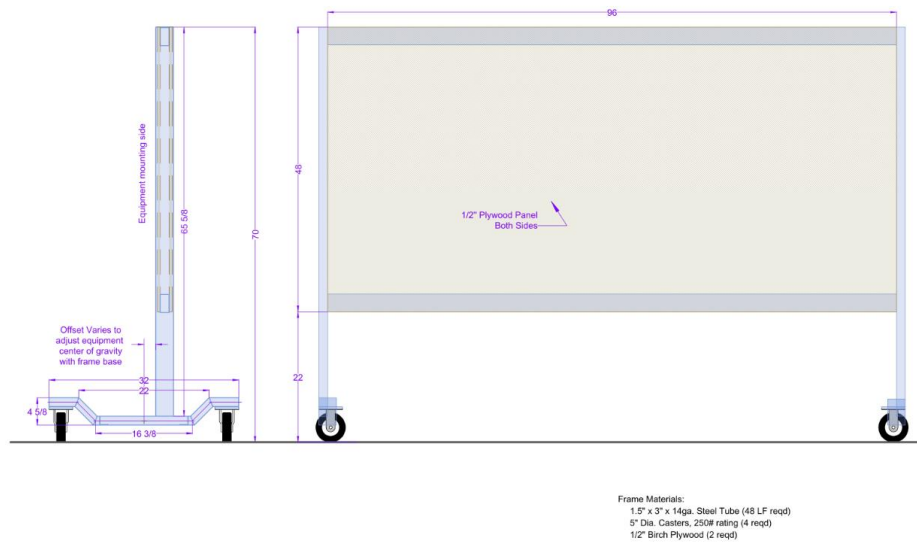 96
Equipment mounting side
65 5/8
70
48
1/2" Plywood Panel
Both Sides
Offset Varies to
adjust equipment
center of gravity
with frame base
32
22
4 5/8
16 3/8
22
Frame Materials:
1.5" x 3" x 14ga. Steel Tube (48 LF reqd)
5" Dia. Casters, 250# rating (4 reqd)
1/2" Birch Plywood (2 reqd)